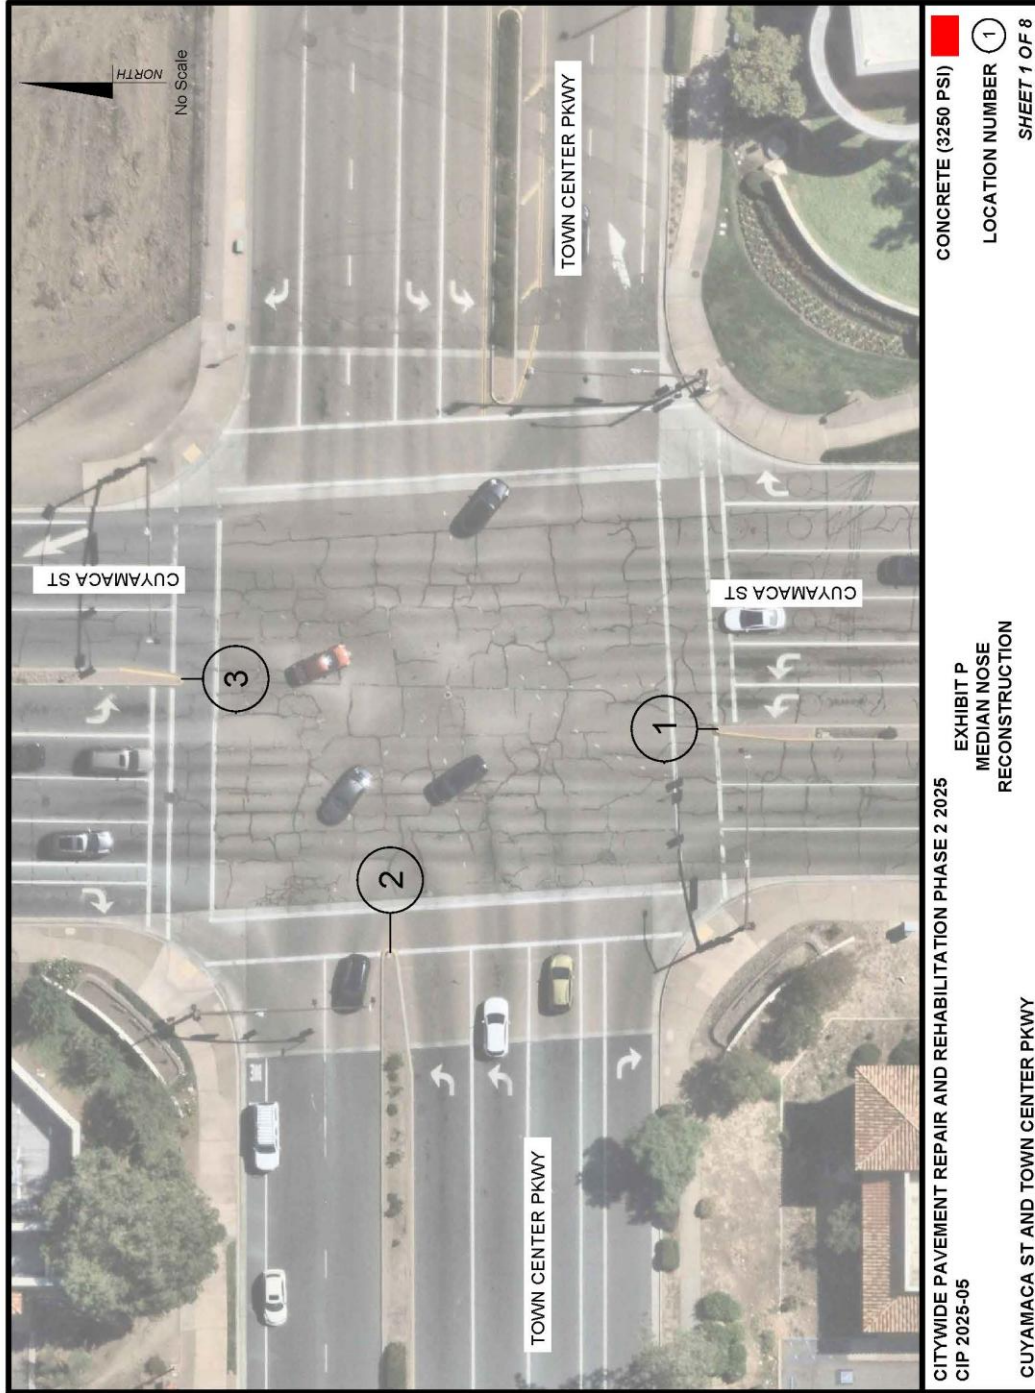 NORTH
No Scale
TOWN CENTER PKWY
CUYAMACA ST
3
2
1
CUYAMACA ST
TOWN CENTER PKWY
CITYWIDE PAVEMENT REPAIR AND REHABILITATION PHASE 2 2025
CIP 2025-05
CUYAMACA ST AND TOWN CENTER PKWY
EXHIBIT P
MEDIAN NOSE
RECONSTRUCTION
CONCRETE (3250 PSI)
LOCATION NUMBER 1
SHEET 1 OF 8